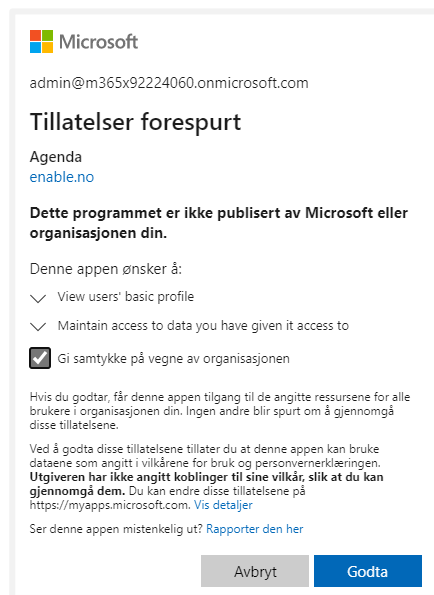 Microsoft
admin@m365x92224060.onmicrosoft.com
Tillatelser forespurt
Agenda
enable.no
Dette programmet er ikke publisert av Microsoft eller
organisasjonen din.
Denne appen ønsker å:
View users' basic profile
Maintain access to data you have given it access to
Gi samtykke på vegne av organisasjonen
Hvis du godtar, får denne appen tilgang til de angitte ressursene for alle
brukere i organisasjonen din. Ingen andre blir spurt om å gjennomgå
disse tillatelsene.
Ved å godta disse tillatelsene tillater du at denne appen kan bruke
dataene som angitt i vilkårene for bruk og personvernerklæringen.
Utgiveren har ikke angitt koblinger til sine vilkår, slik at du kan
gjennomgå dem. Du kan endre disse tillatelsene på
https://myapps.microsoft.com. Vis detaljer
Ser denne appen mistenkelig ut? Rapporter den her
Avbryt
Godta